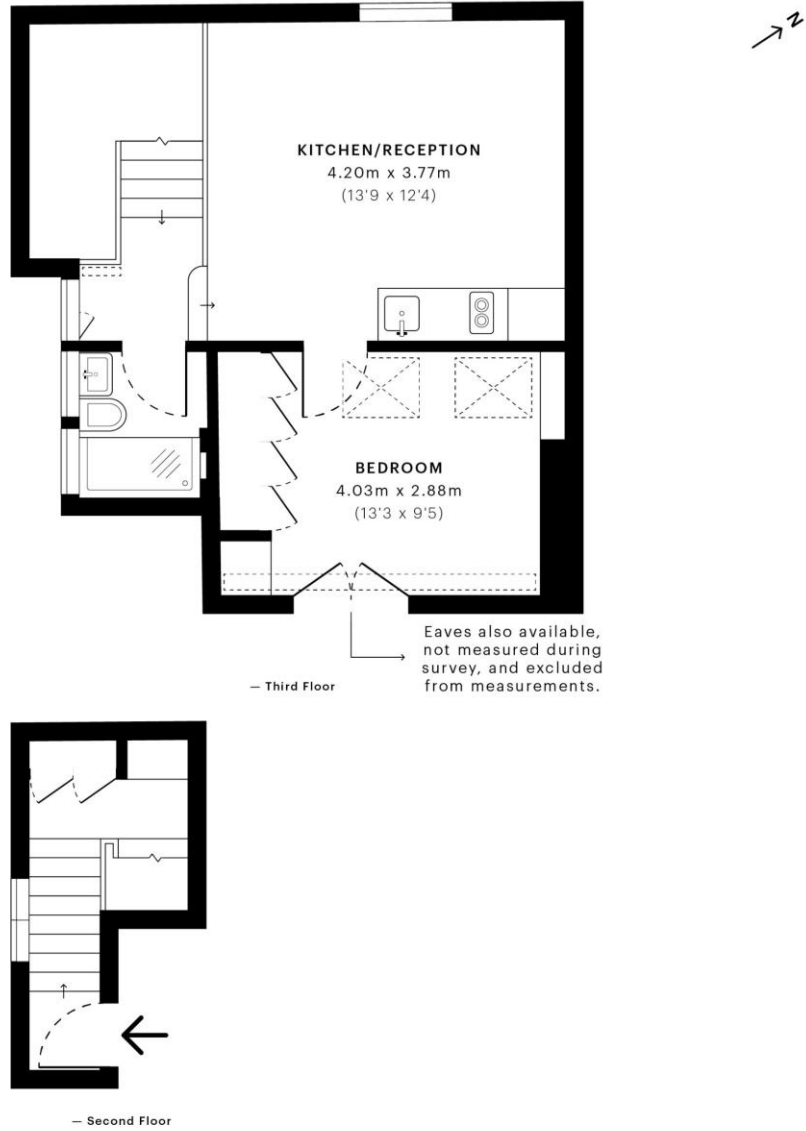 N
KITCHEN/RECEPTION
4.20m x 3.77m
(13'9 x 12'4)
BEDROOM
4.03m x 2.88m
(13'3 x 9'5)
Eaves also available,
not measured during
survey, and excluded
from measurements.
— Third Floor
— Second Floor